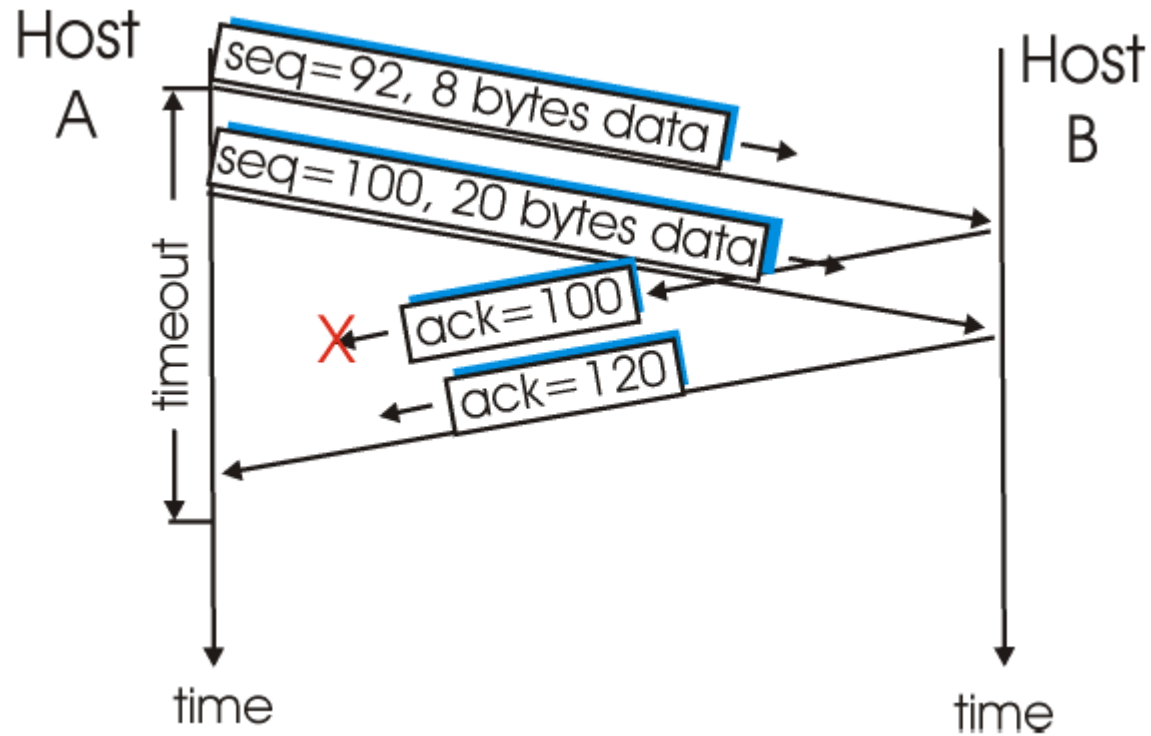 Host
A
Host
B
seq=92, 8 bytes data
seq=100, 20 bytes data
timeout
X
ack=100
ack=120
time
time